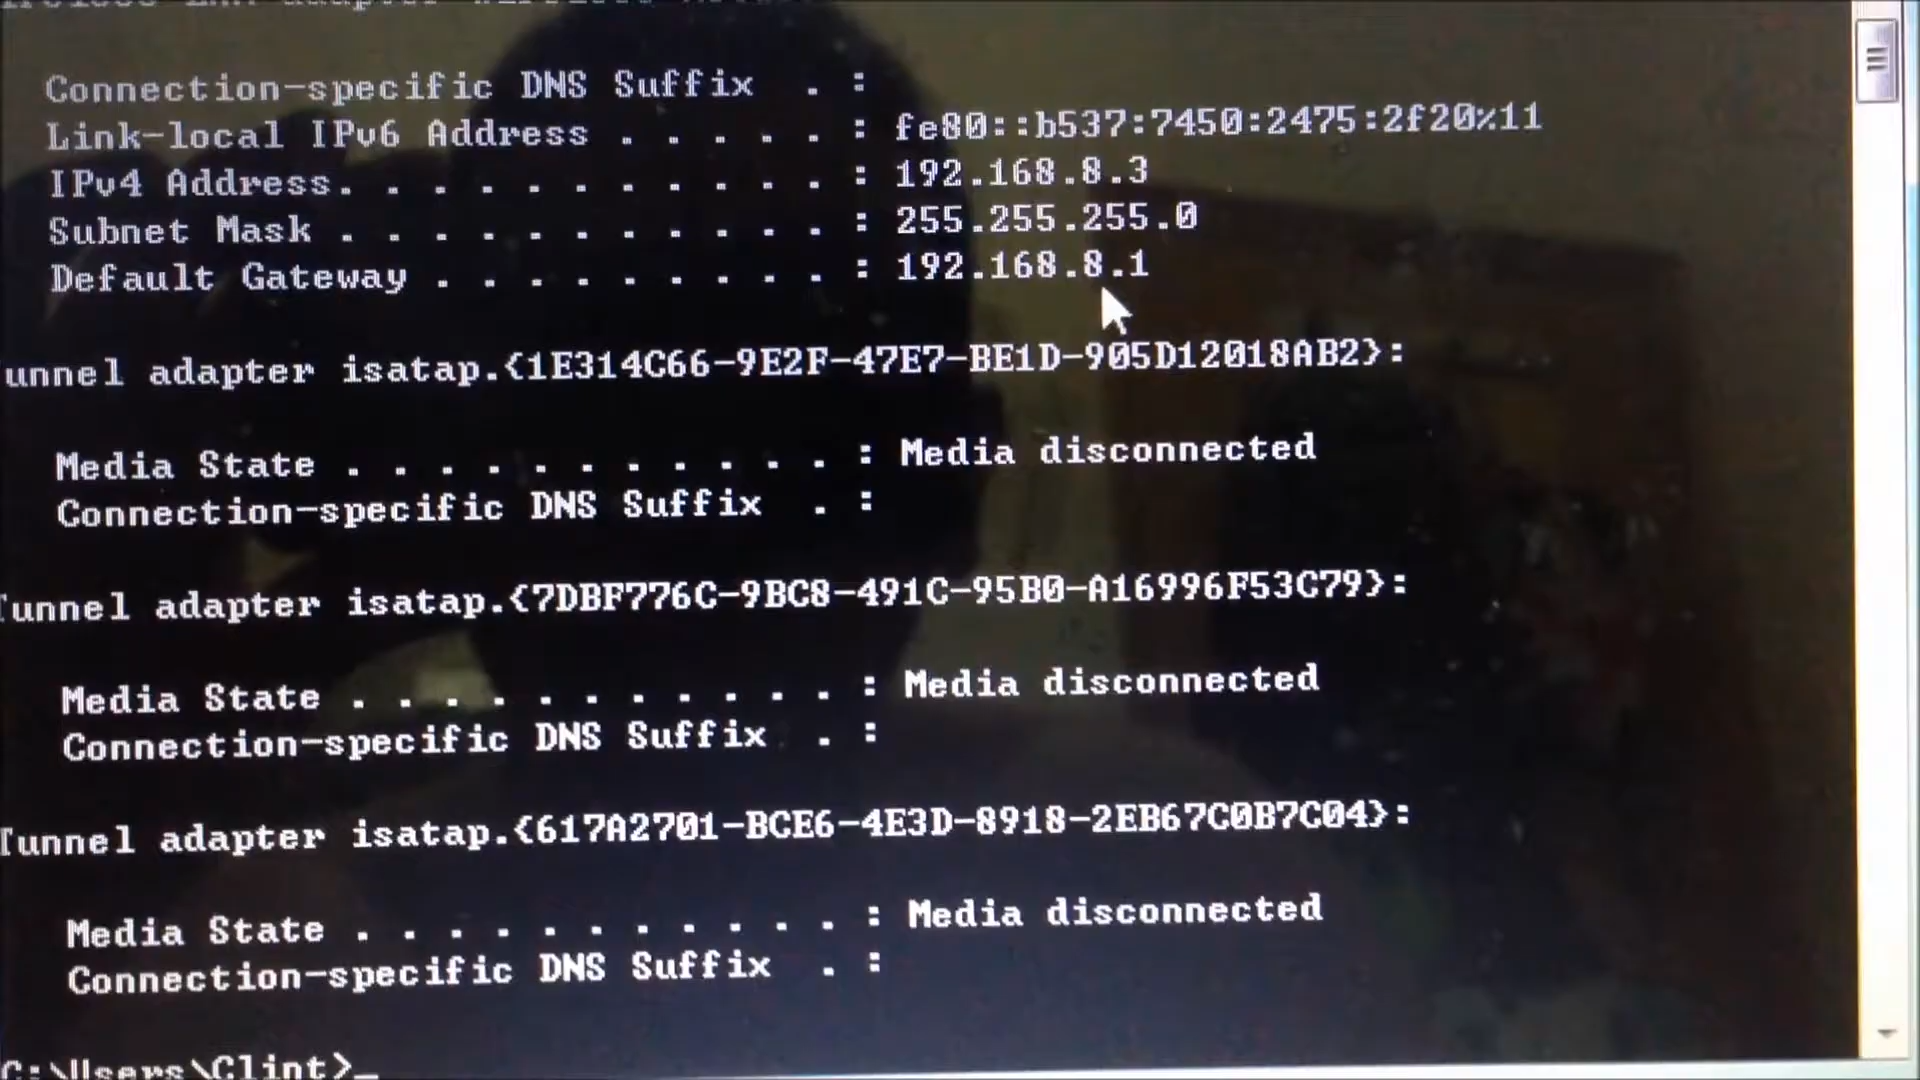 Connection-specific DNS Suffix . :
Link-local IPv6 Address . . . . . : fe80::b537:7450:2475:2f20%11
IPv4 Address. . . . . . . . . . . : 192.168.8.3
Subnet Mask . . . . . . . . . . . : 255.255.255.0
Default Gateway . . . . . . . . . : 192.168.8.1
unnel adapter isatap.{1E314C66-9E2F-47E7-BE1D-905D12018AB2}:
Media State . . . . . . . . . . . : Media disconnected
Connection-specific DNS Suffix . :
Tunnel adapter isatap.{7DBF776C-9BC8-491C-95B0-A16996F53C79}:
Media State . . . . . . . . . . . : Media disconnected
Connection-specific DNS Suffix . :
Tunnel adapter isatap.{617A2701-BCE6-4E3D-8918-2EB67C0B7C04}:
Media State . . . . . . . . . . . : Media disconnected
Connection-specific DNS Suffix . :
C:\Users\Clint>_